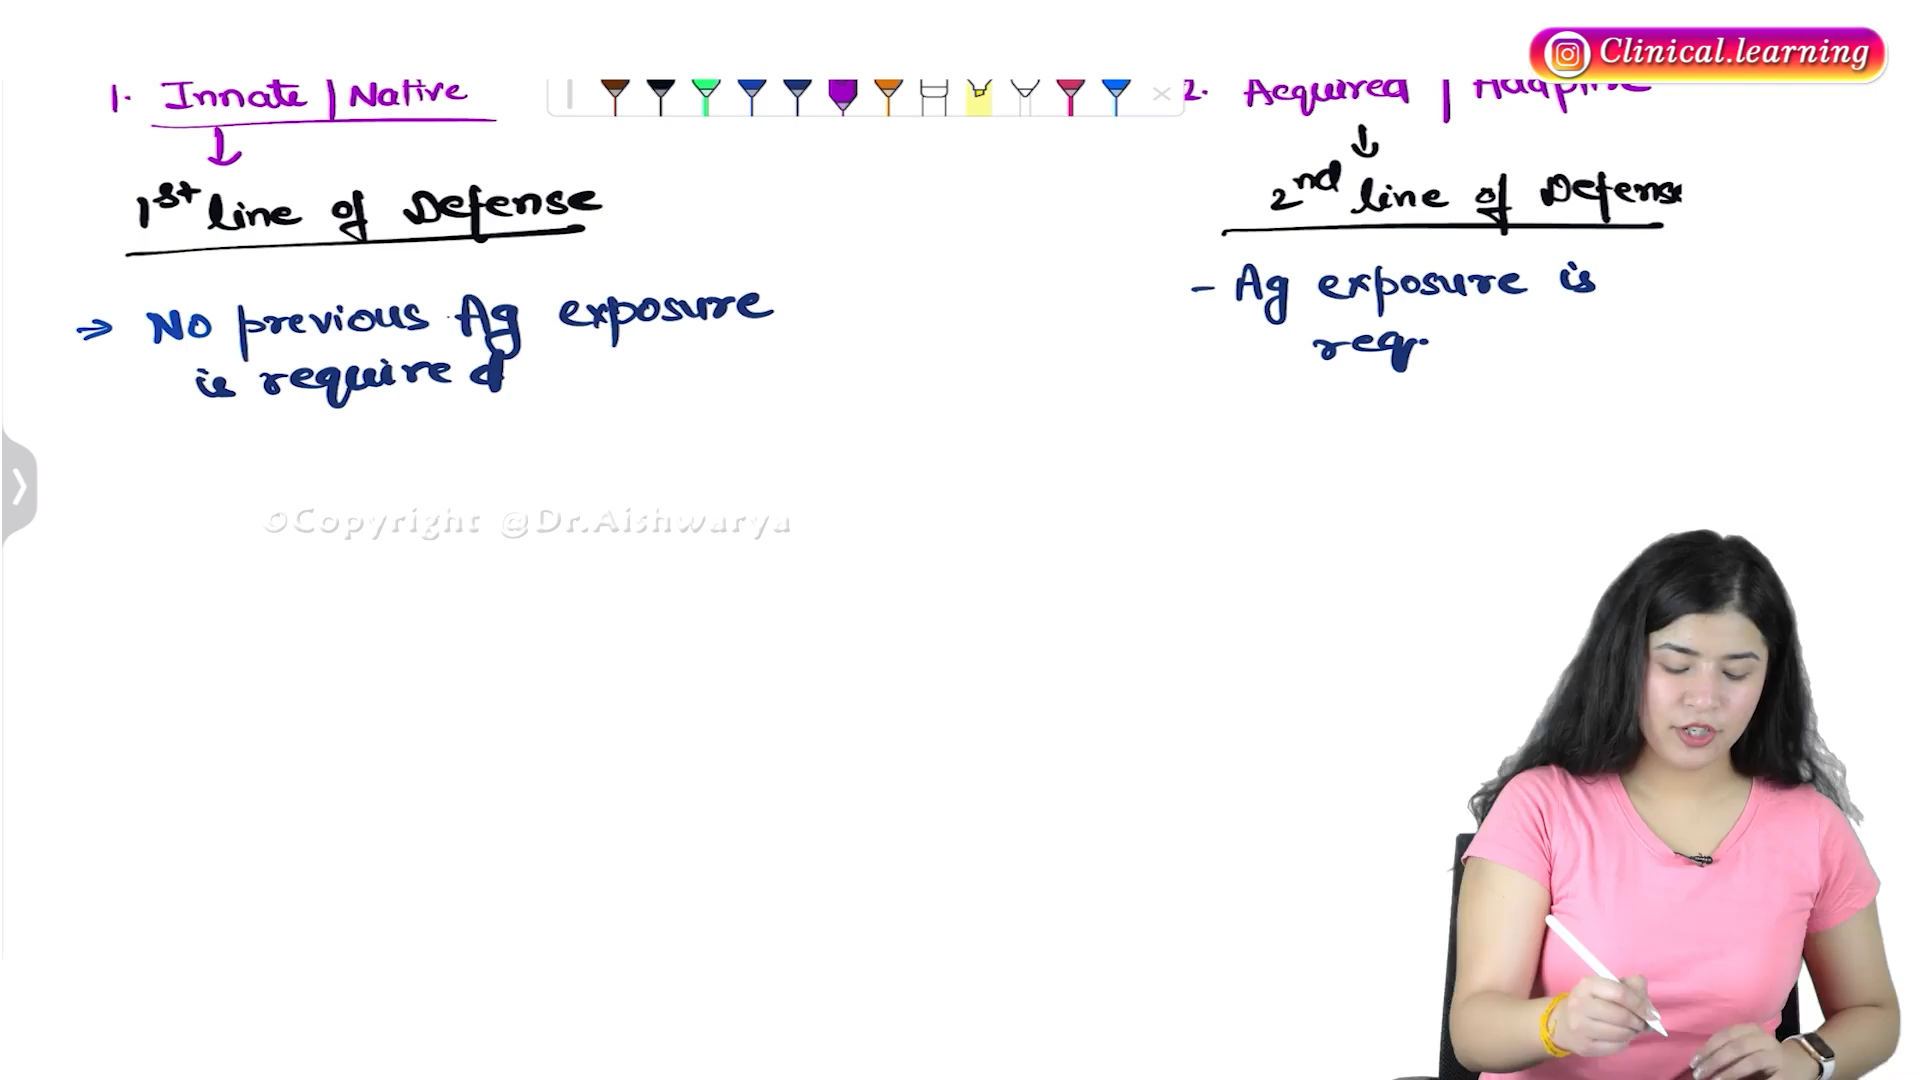 Clinical.learning
1. Innate | Native
2. Acquired | Adaptive
1st line of Defense
2nd line of Defense
→ No previous Ag exposure
is required
- Ag exposure is
req.
©Copyright @Dr.Aishwarya